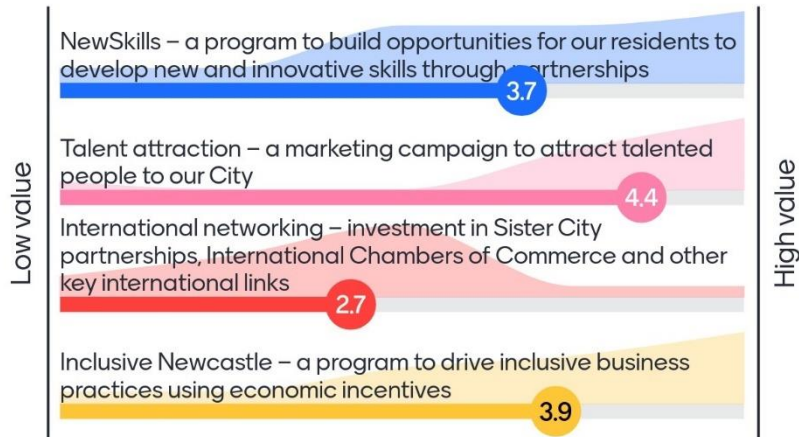 NewSkills – a program to build opportunities for our residents to
develop new and innovative skills through partnerships
3.7
Talent attraction – a marketing campaign to attract talented
people to our City
4.4
Low value
High value
International networking – investment in Sister City
partnerships, International Chambers of Commerce and other
key international links
2.7
Inclusive Newcastle – a program to drive inclusive business
practices using economic incentives
3.9